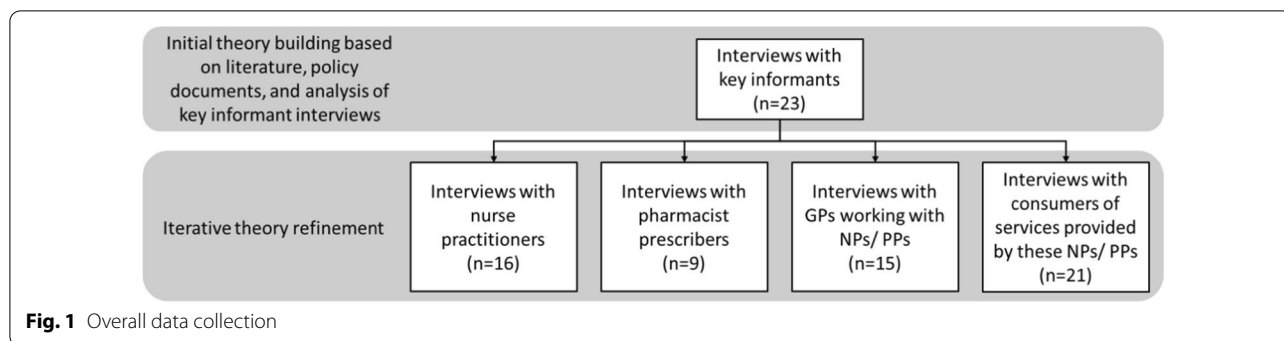 Initial theory building based
on literature, policy
documents, and analysis of
key informant interviews
Interviews with
key informants
(n=23)
Iterative theory refinement
Interviews with
nurse
practitioners
(n=16)
Interviews with
pharmacist
prescribers
(n=9)
Interviews with
GPs working with
NPs/ PPs
(n=15)
Interviews with
consumers of
services provided
by these NPs/ PPs
(n=21)
Fig. 1 Overall data collection